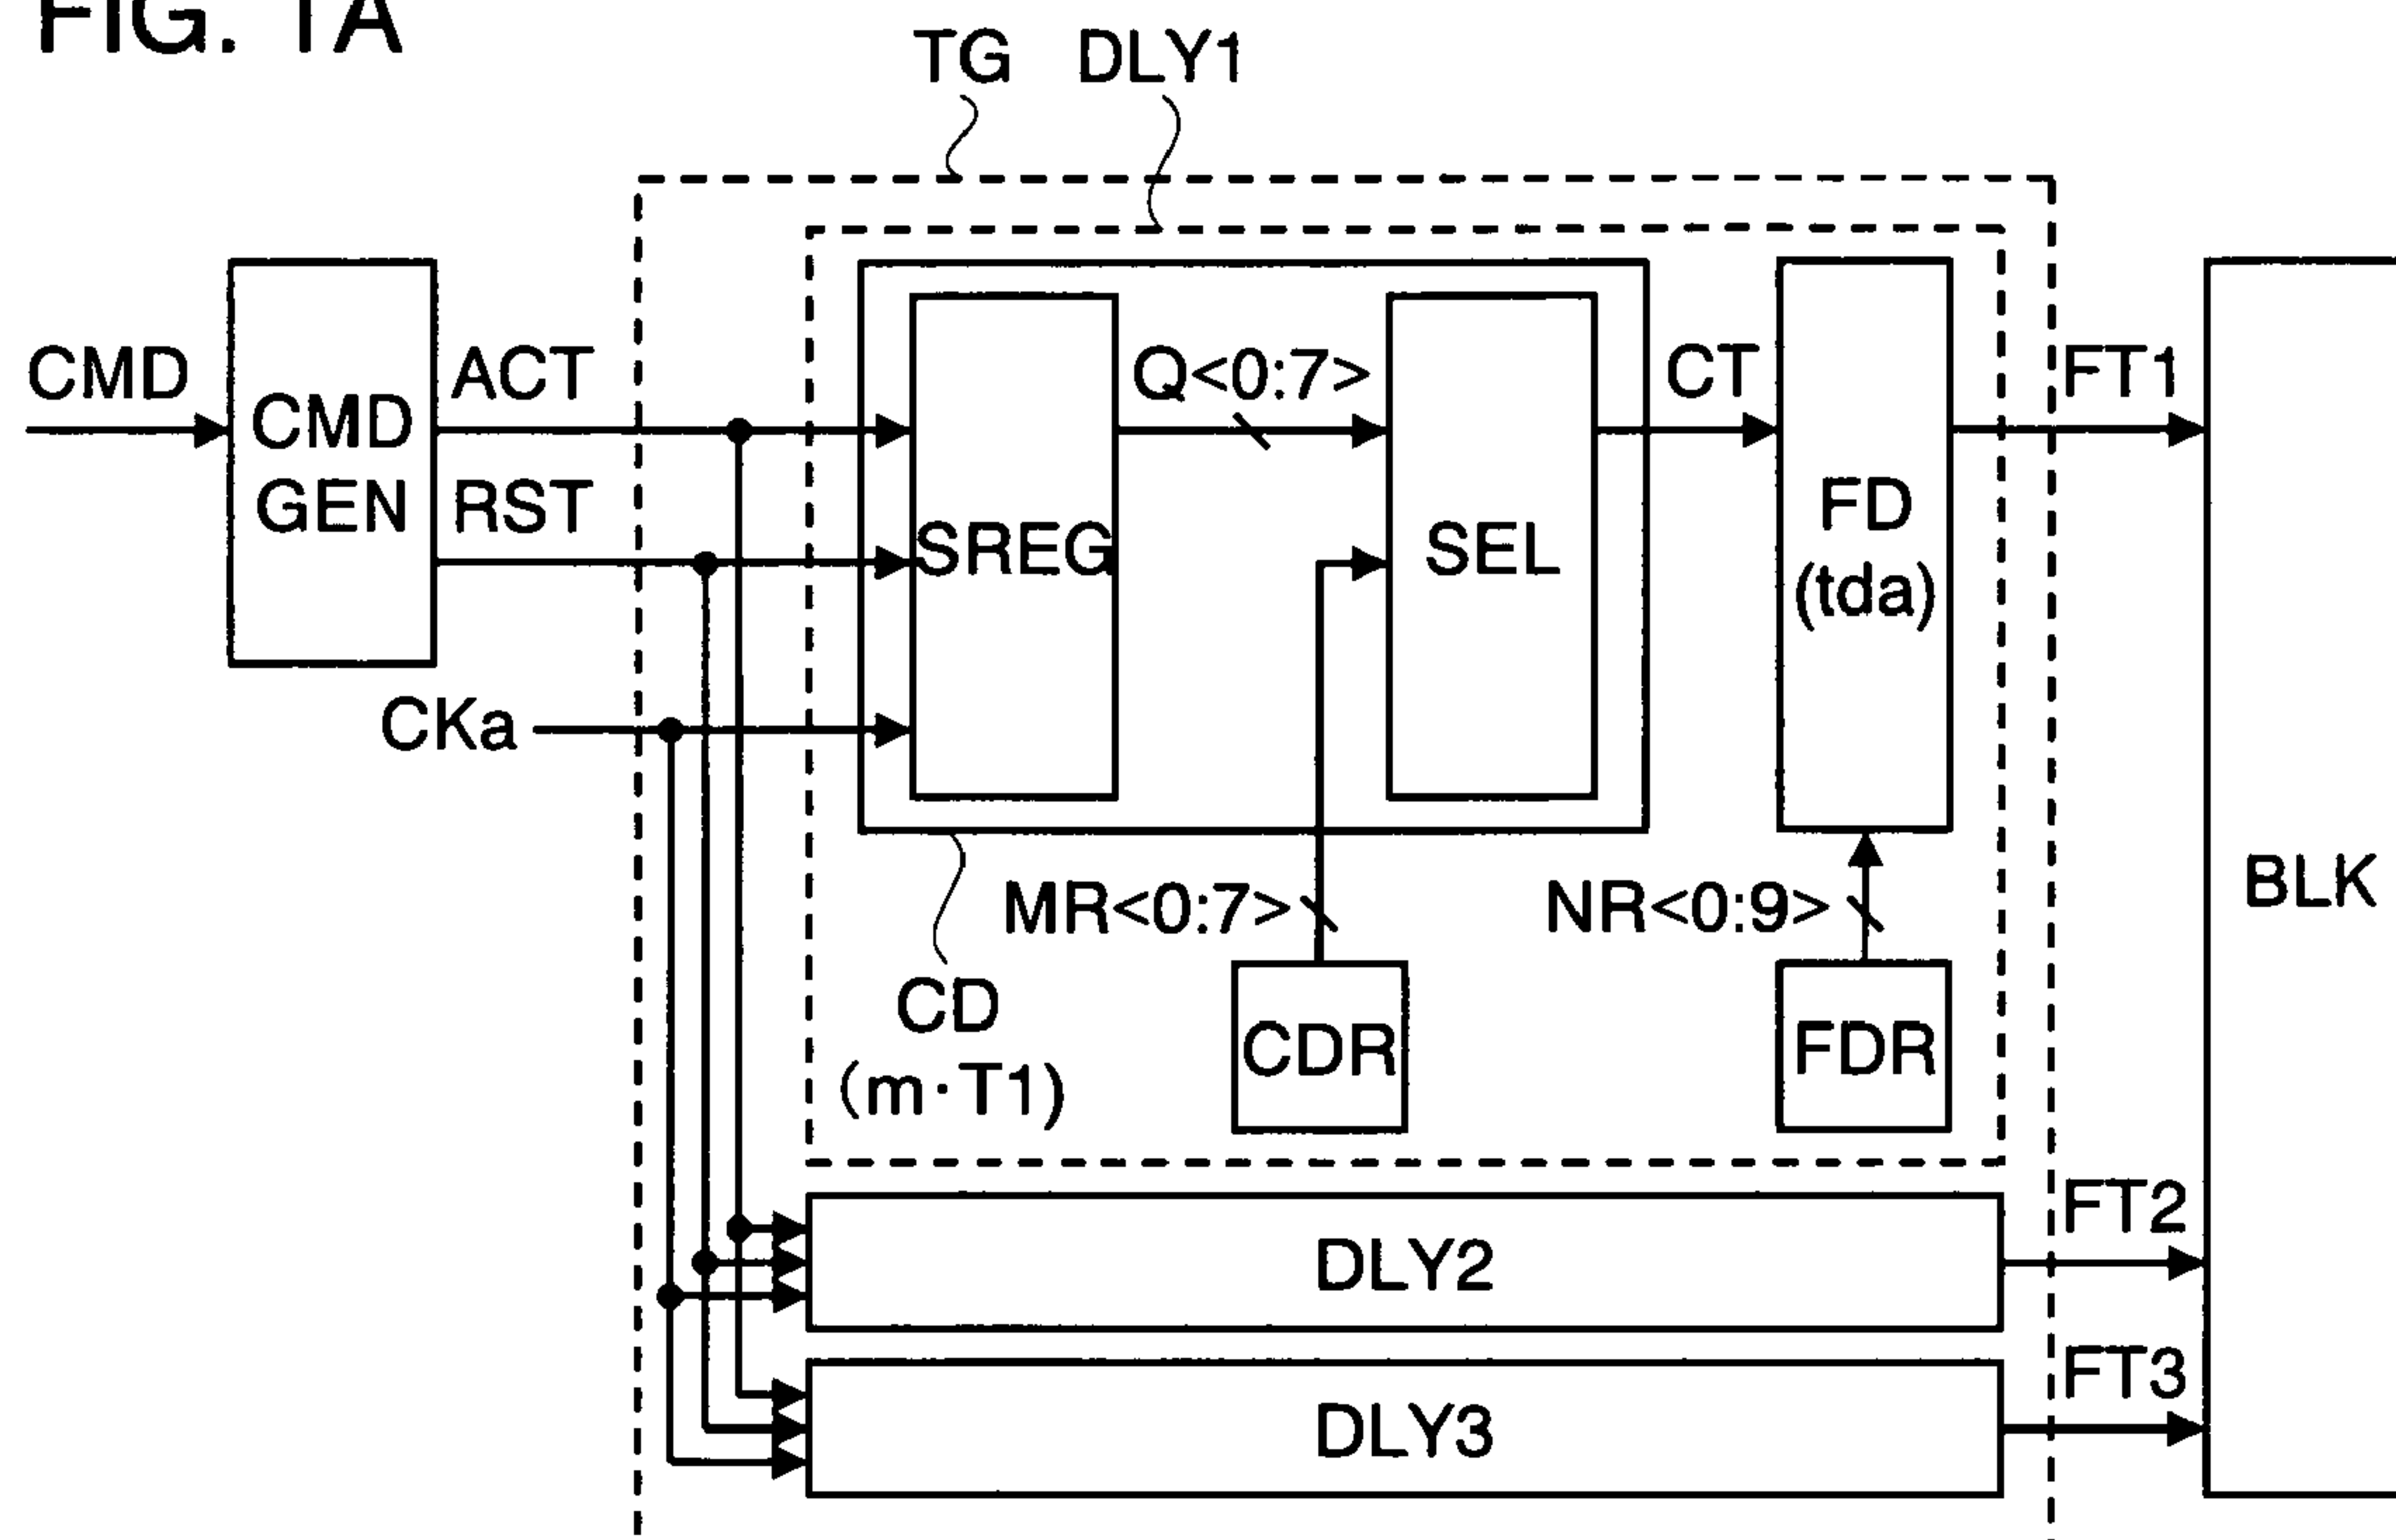 FIG. 1A
TG DLY1
CMD
CMD
GEN
ACT
RST
CKa
SREG
Q<0:7>
SEL
CT
FD
(tda)
FT1
MR<0:7>
NR<0:9>
BLK
CD
(m·T1)
CDR
FDR
DLY2
FT2
DLY3
FT3